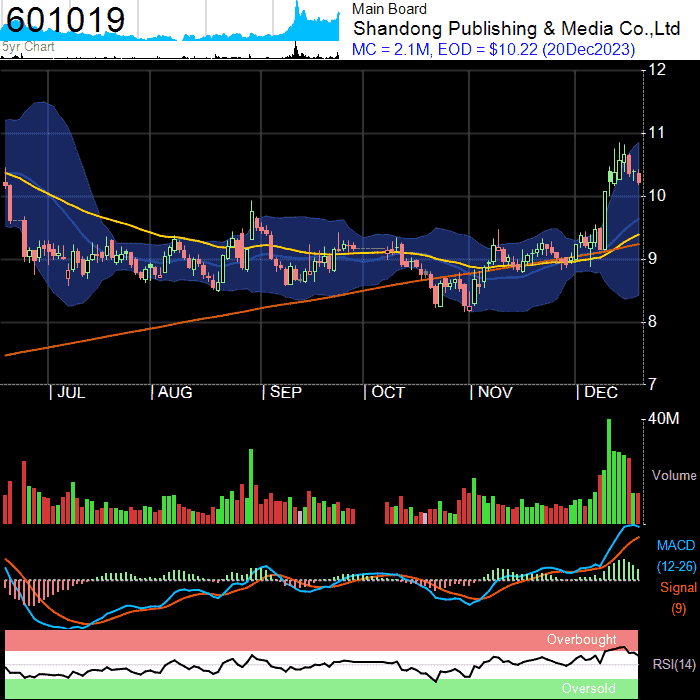 601019
5yr Chart
Main Board
Shandong Publishing & Media Co.,Ltd
MC = 2.1M, EOD = $10.22 (20Dec2023)
12
11
10
9
8
7
| JUL | AUG | SEP | OCT | NOV | DEC
40M
Volume
MACD
(12-26)
Signal
(9)
Overbought
RSI(14)
Oversold